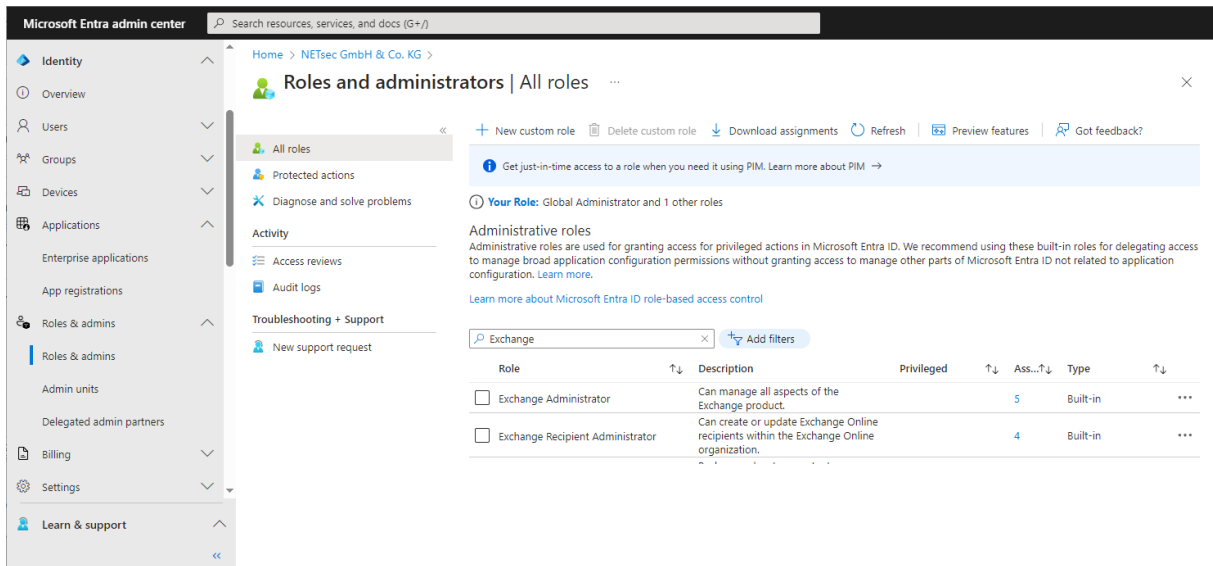 Microsoft Entra admin center
Search resources, services, and docs (G+/)
Identity
Overview
Users
Groups
Devices
Applications
Enterprise applications
App registrations
Roles & admins
Roles & admins
Admin units
Delegated admin partners
Billing
Settings
Learn & support
«
Home > NETsec GmbH & Co. KG >
Roles and administrators | All roles ...
«
All roles
Protected actions
Diagnose and solve problems
Activity
Access reviews
Audit logs
Troubleshooting + Support
New support request
New custom role Delete custom role Download assignments Refresh Preview features Got feedback?
Get just-in-time access to a role when you need it using PIM. Learn more about PIM →
Your Role: Global Administrator and 1 other roles
Administrative roles
Administrative roles are used for granting access for privileged actions in Microsoft Entra ID. We recommend using these built-in roles for delegating access
to manage broad application configuration permissions without granting access to manage other parts of Microsoft Entra ID not related to application
configuration. Learn more.
Learn more about Microsoft Entra ID role-based access control
Exchange
Add filters
Role ↑↓ Description Privileged ↑↓ Ass...↑↓ Type ↑↓
Exchange Administrator
Can manage all aspects of the
Exchange product.
5 Built-in ...
Exchange Recipient Administrator
Can create or update Exchange Online
recipients within the Exchange Online
organization.
4 Built-in ...